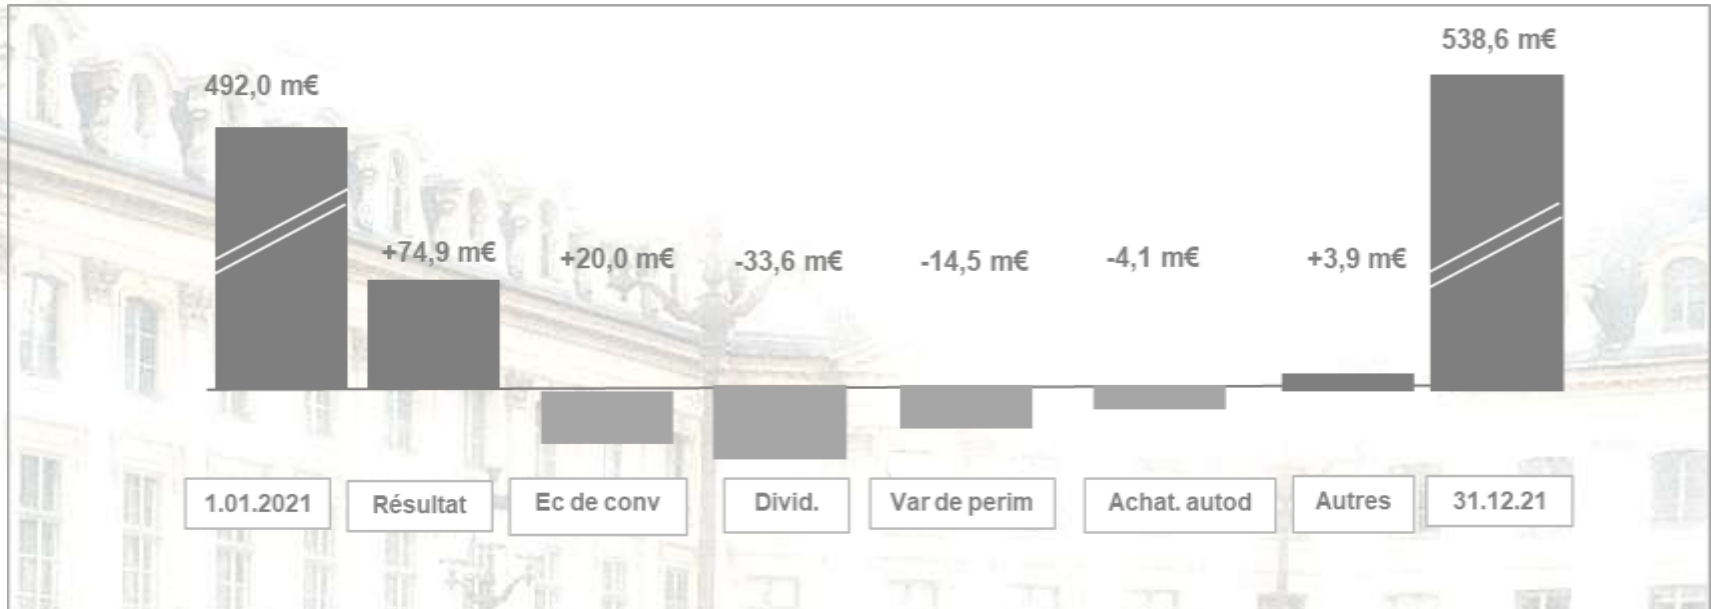 538,6 m€
492,0 m€
+74,9 m€
+20,0 m€
-33,6 m€
-14,5 m€
-4,1 m€
+3,9 m€
1.01.2021
Résultat
Ec de conv
Divid.
Var de perim
Achat. autod
Autres
31.12.21